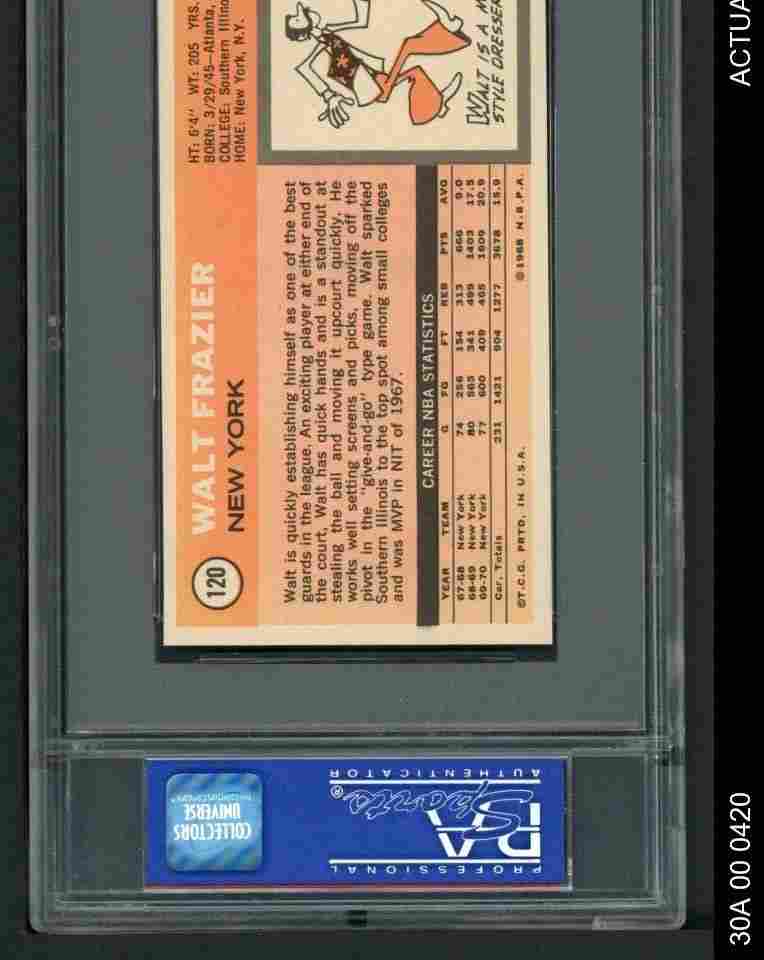 120
WALT FRAZIER
NEW YORK
HT: 6'4" WT: 205 YRS.
BORN: 3/29/45—Atlanta,
COLLEGE: Southern Illino
HOME: New York, N.Y.
Walt is quickly establishing himself as one of the best
guards in the league. An exciting player at either end of
the court, Walt has quick hands and is a standout at
stealing the ball and moving it upcourt quickly. He
works well setting screens and picks, moving off the
pivot in the "give-and-go" type game. Walt sparked
Southern Illinois to the top spot among small colleges
and was MVP in NIT of 1967.
WALT IS A M
STYLE DRESSER
CAREER NBA STATISTICS
YEAR TEAM G FG FT REB PTS AVG
67-68 New York 74 256 154 313 666 9.0
68-69 New York 80 565 341 499 1403 17.5
69-70 New York 77 600 409 465 1609 20.9
Car. Totals 231 1421 904 1277 3678 15.9
©T.C.G. PRTD. IN U.S.A. ©1968 N.B.P.A.
COLLECTORS
UNIVERSE
PROFESSIONAL
PSA
Sports®
AUTHENTICATOR
30A 00 0420
ACTUA